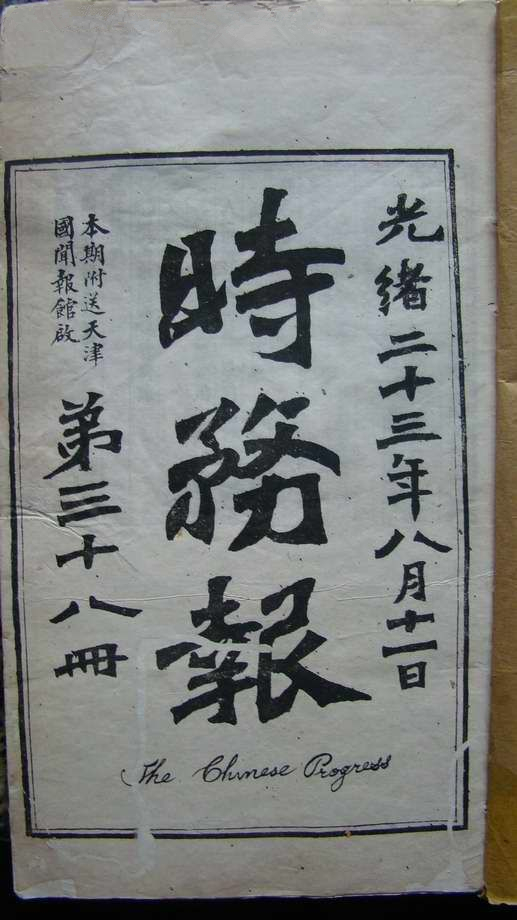 光緒二十三年八月十一日
時務報
本期附送天津
國聞報館啟
第三十八冊
The Chinese Progress